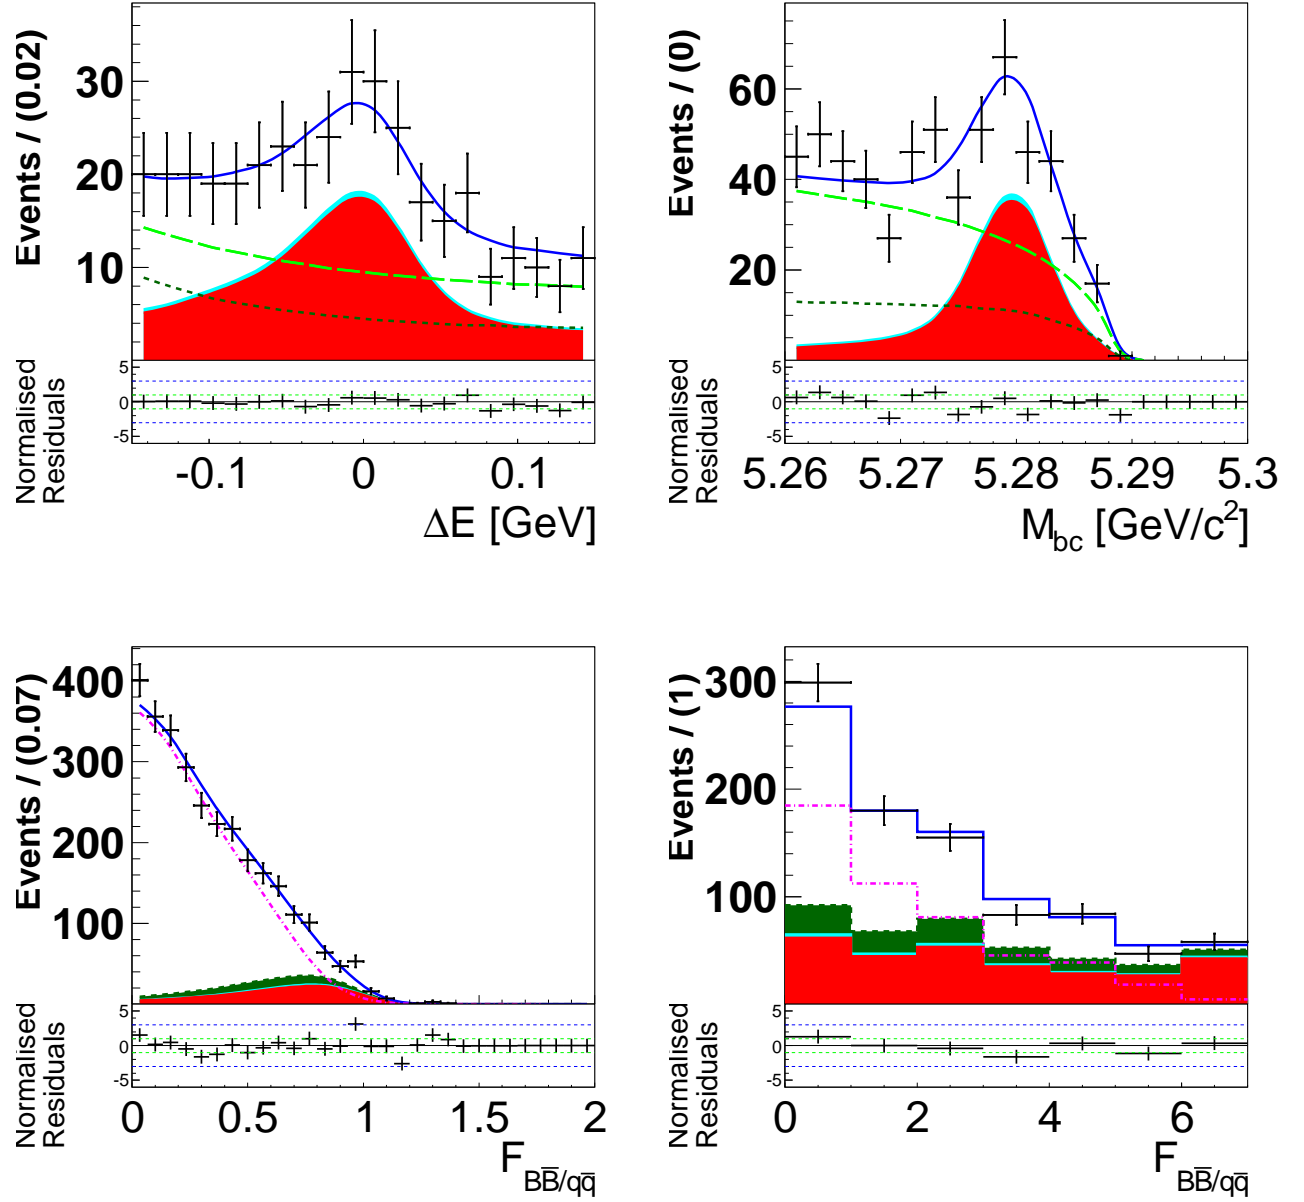 Events / (0.02)
30
20
10
Normalised
Residuals
5
0
-5
-0.1 0 0.1
ΔE [GeV]
Events / (0)
60
40
20
Normalised
Residuals
5
0
-5
5.26 5.27 5.28 5.29 5.3
M_bc [GeV/c²]
Events / (0.07)
400
300
200
100
Normalised
Residuals
5
0
-5
0 0.5 1 1.5 2
F_BB̅/qq̅
Events / (1)
300
200
100
Normalised
Residuals
5
0
-5
0 2 4 6
F_BB̅/qq̅